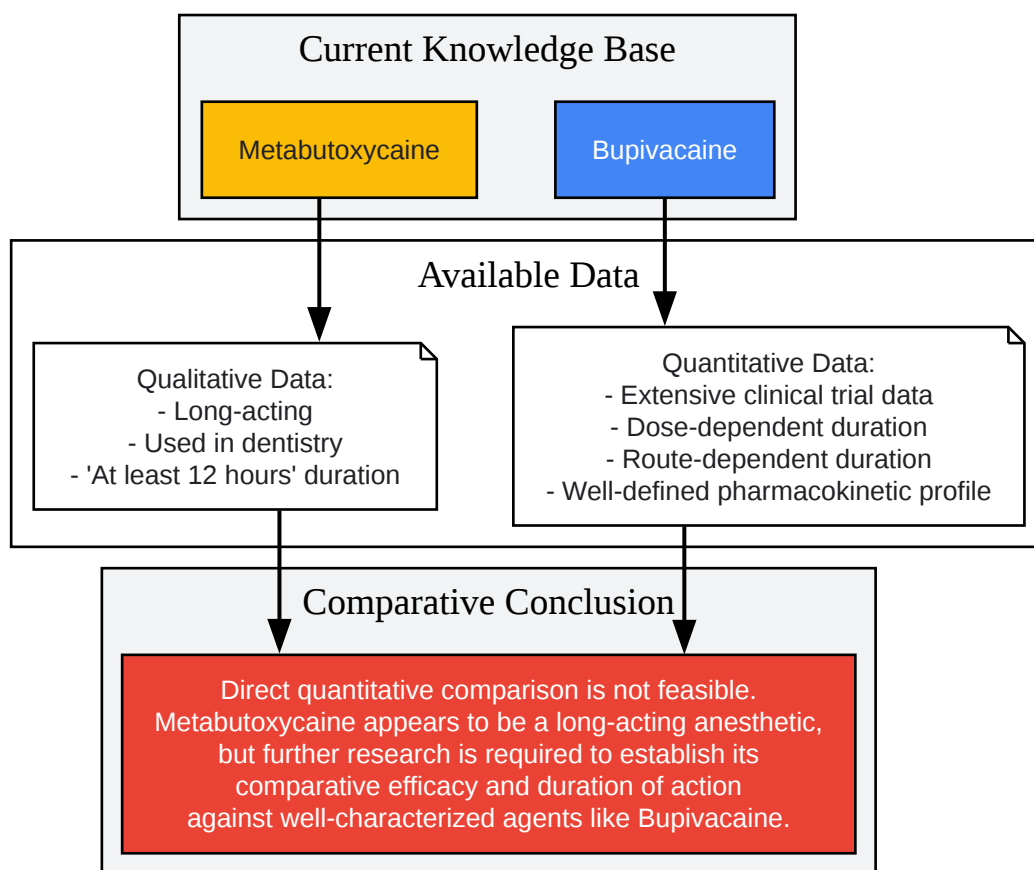 Current Knowledge Base
Metabutoxycaine
Bupivacaine
Available Data
Qualitative Data:
- Long-acting
- Used in dentistry
- 'At least 12 hours' duration
Quantitative Data:
- Extensive clinical trial data
- Dose-dependent duration
- Route-dependent duration
- Well-defined pharmacokinetic profile
Comparative Conclusion
Direct quantitative comparison is not feasible.
Metabutoxycaine appears to be a long-acting anesthetic,
but further research is required to establish its
comparative efficacy and duration of action
against well-characterized agents like Bupivacaine.